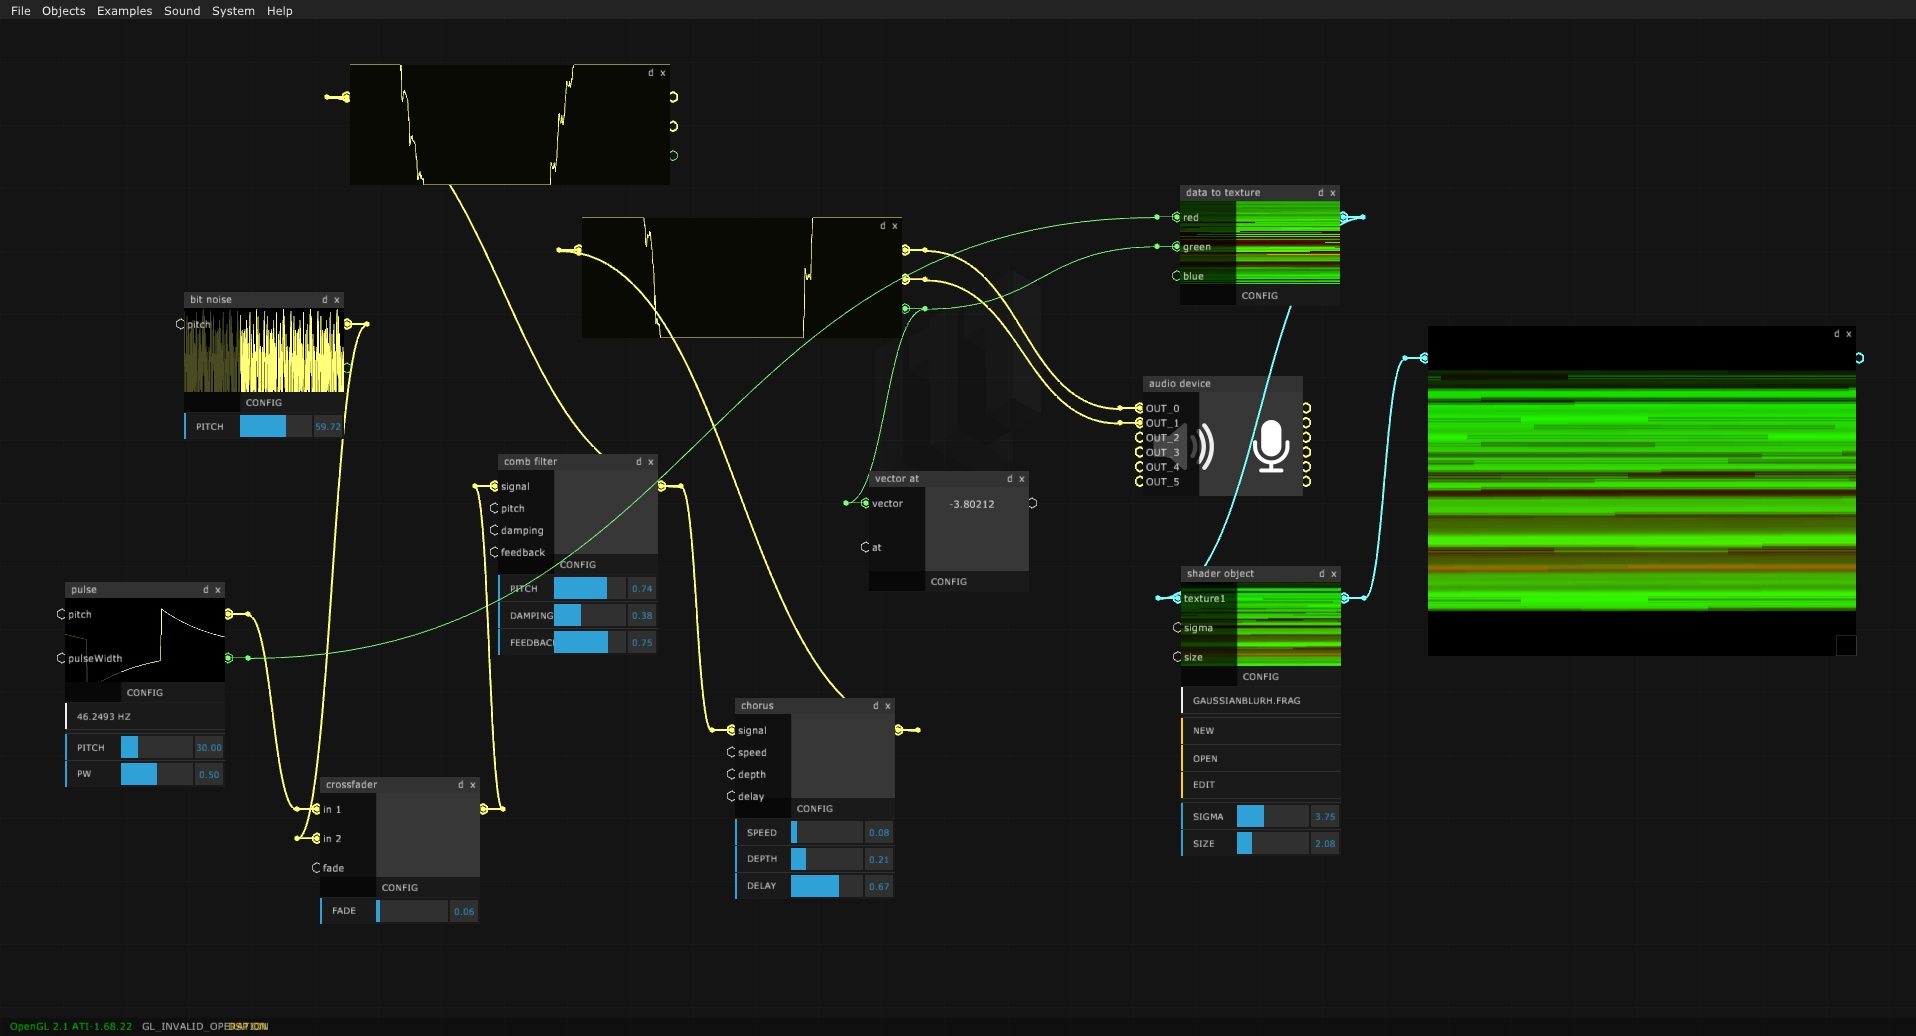 File Objects Examples Sound System Help
d x
d x
data to texture d x
red
green
blue
CONFIG
bit noise d x
pitch
CONFIG
PITCH 59.72
d x
audio device
OUT_0
OUT_1
OUT_2
OUT_3
OUT_4
OUT_5
comb filter d x
signal
pitch
damping
feedback
CONFIG
PITCH 0.74
DAMPING 0.38
FEEDBAC 0.75
vector at d x
vector -3.80212
at
CONFIG
pulse d x
pitch
pulseWidth
CONFIG
46.2493 HZ
PITCH 30.00
PW 0.50
shader object d x
texture1
sigma
size
CONFIG
GAUSSIANBLURH.FRAG
NEW
OPEN
EDIT
SIGMA 3.75
SIZE 2.08
chorus d x
signal
speed
depth
delay
CONFIG
SPEED 0.08
DEPTH 0.21
DELAY 0.67
crossfader d x
in 1
in 2
fade
CONFIG
FADE 0.06
OpenGL 2.1 ATI-1.68.22 GL_INVALID_OPERATION